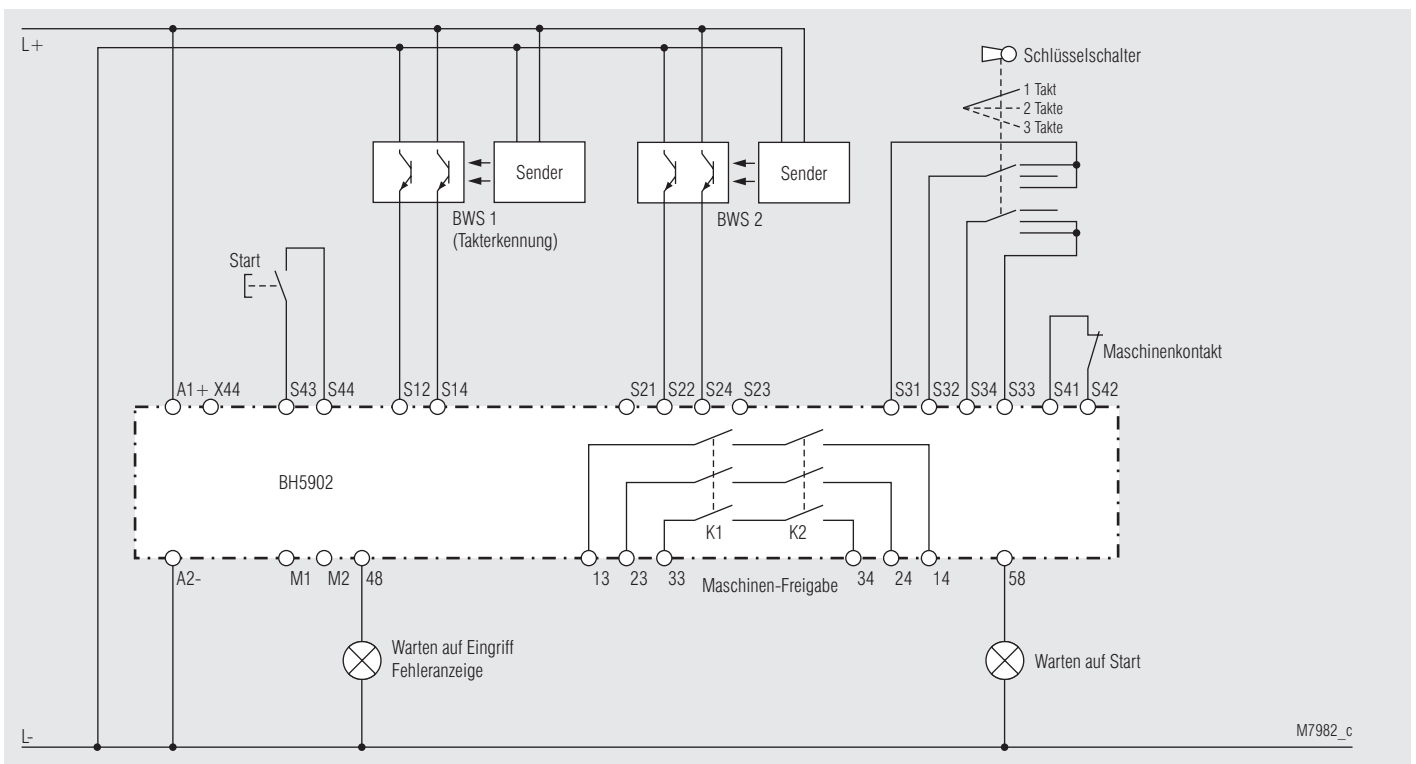 L+
Schlüsselschalter
1 Takt
2 Takte
3 Takte
Sender
Sender
BWS 1
(Takterkennung)
BWS 2
Start
Maschinenkontakt
A1+ X44 S43 S44 S12 S14 S21 S22 S24 S23 S31 S32 S34 S33 S41 S42
BH5902
K1 K2
A2- M1 M2 48 13 23 33 Maschinen-Freigabe 34 24 14 58
Warten auf Eingriff
Fehleranzeige
Warten auf Start
L-
M7982_c